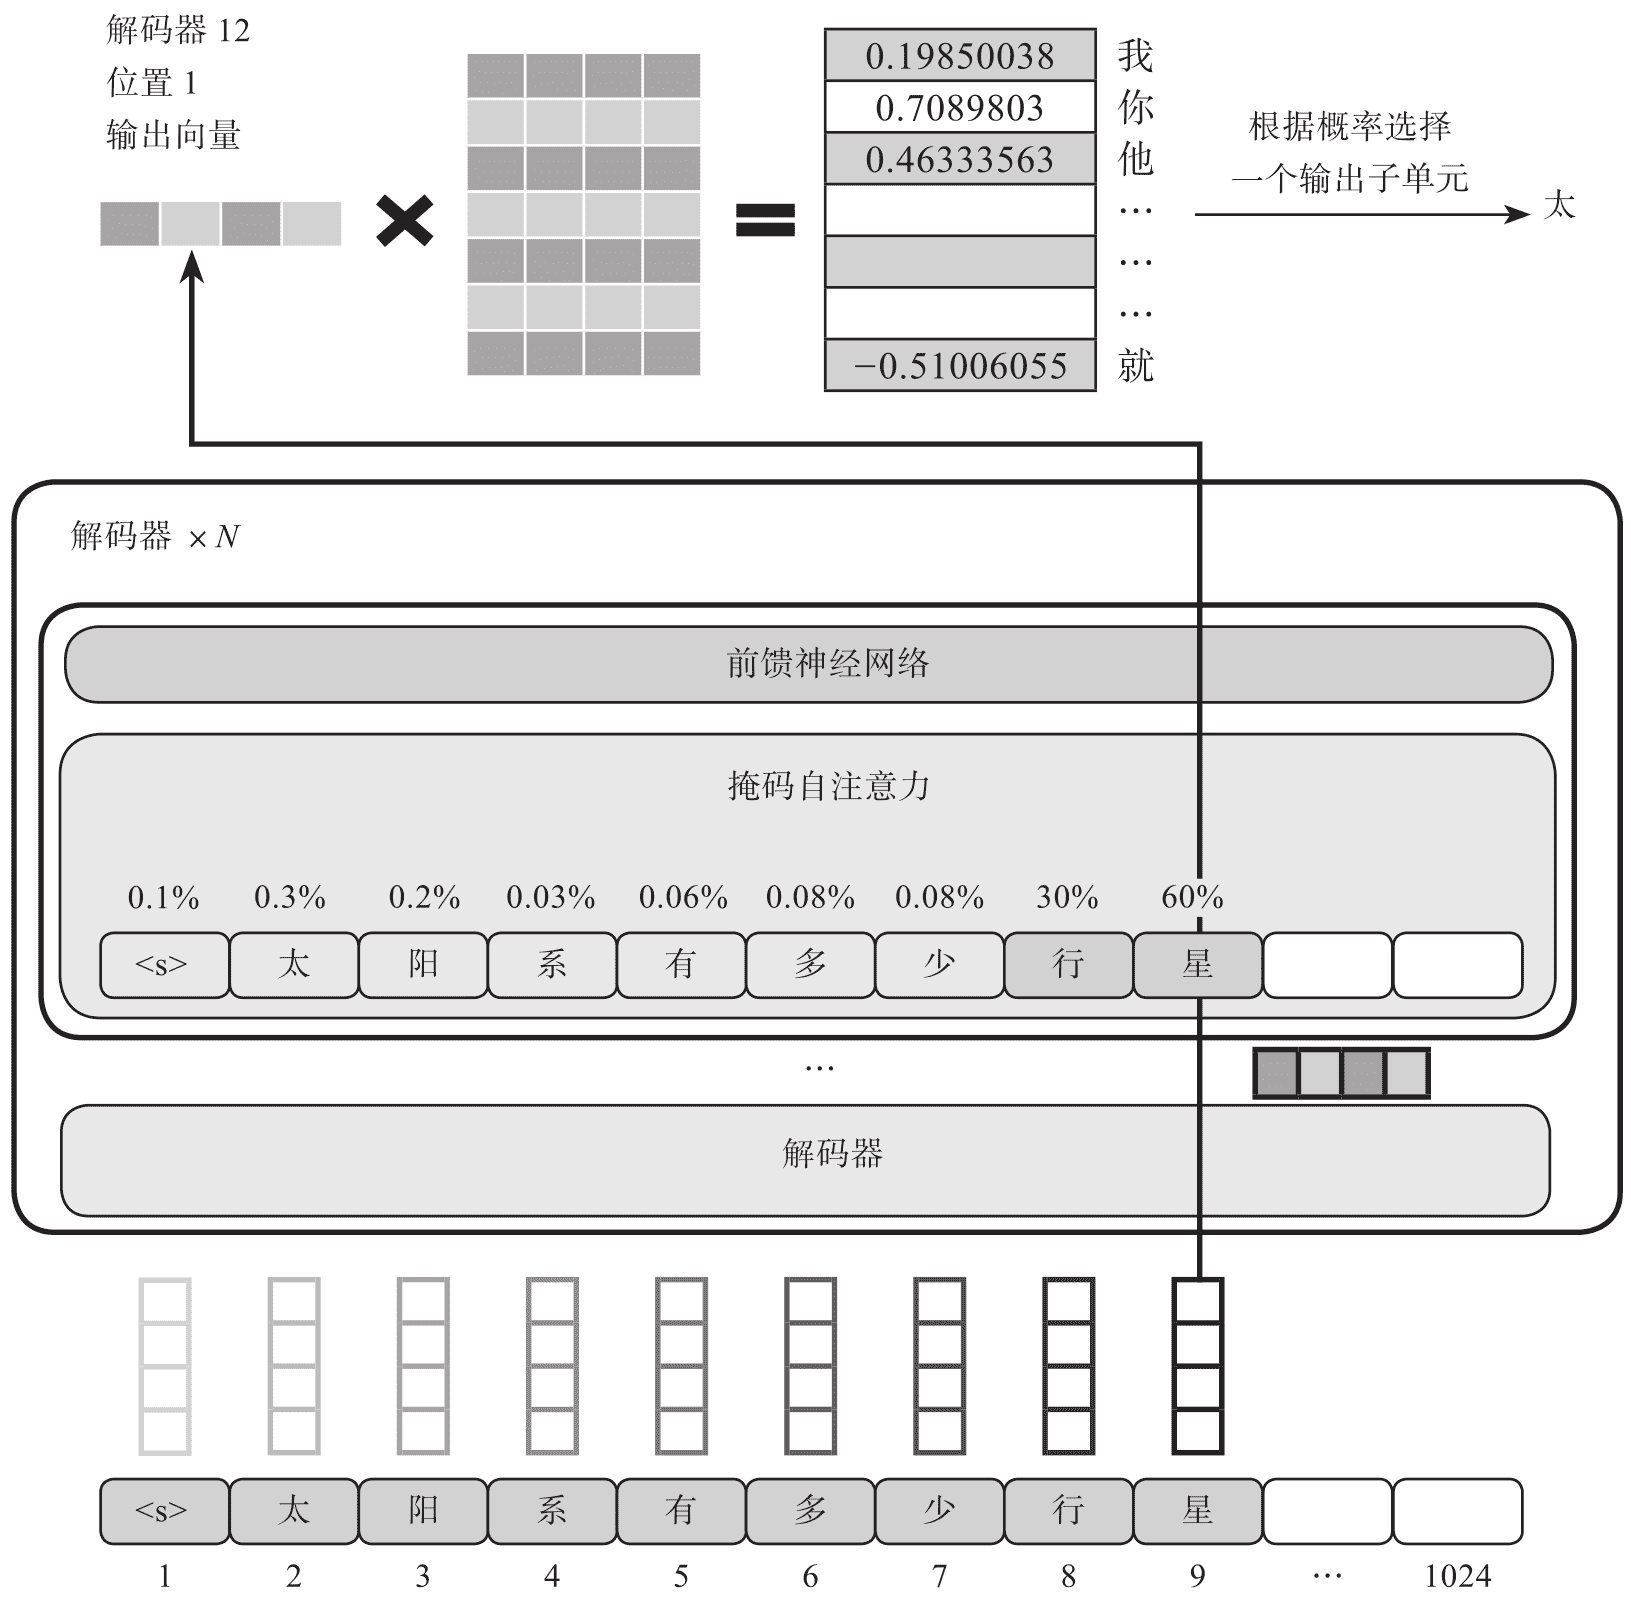 解码器 12
位置 1
输出向量
0.19850038 我
0.7089803 你
0.46333563 他
…
…
…
−0.51006055 就
根据概率选择
一个输出子单元
太
解码器 × N
前馈神经网络
掩码自注意力
0.1% 0.3% 0.2% 0.03% 0.06% 0.08% 0.08% 30% 60%
<s> 太 阳 系 有 多 少 行 星
…
解码器
<s> 太 阳 系 有 多 少 行 星
1 2 3 4 5 6 7 8 9 … 1024